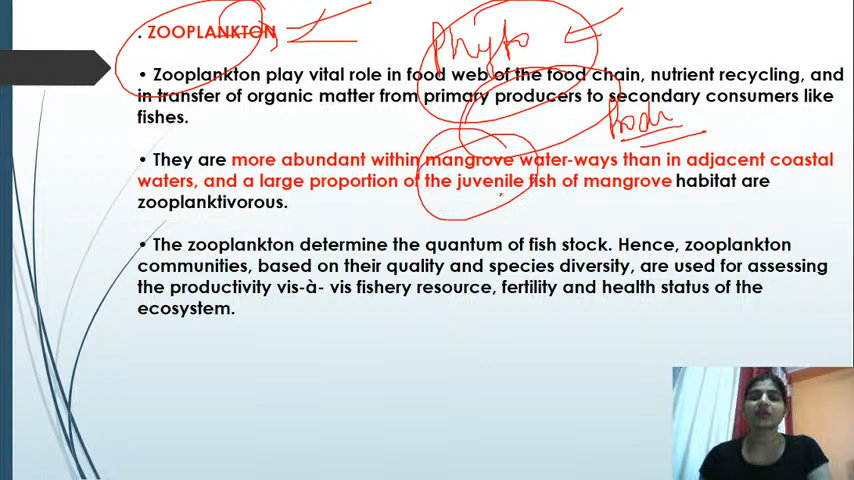 . ZOOPLANKTON
Phyto
• Zooplankton play vital role in food web of the food chain, nutrient recycling, and
in transfer of organic matter from primary producers to secondary consumers like
fishes.
Prodn
• They are more abundant within mangrove water-ways than in adjacent coastal
waters, and a large proportion of the juvenile fish of mangrove habitat are
zooplanktivorous.
• The zooplankton determine the quantum of fish stock. Hence, zooplankton
communities, based on their quality and species diversity, are used for assessing
the productivity vis-à- vis fishery resource, fertility and health status of the
ecosystem.